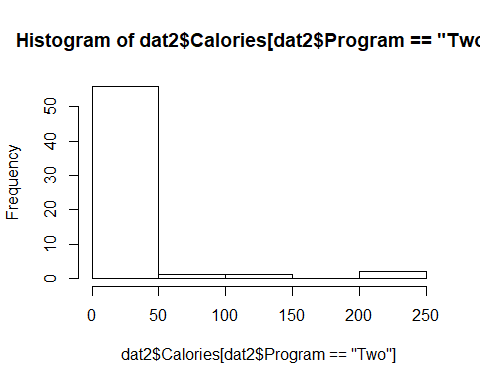 Histogram of dat2$Calories[dat2$Program == "Two
Frequency
50
40
30
20
10
0
0 50 100 150 200 250
dat2$Calories[dat2$Program == "Two"]